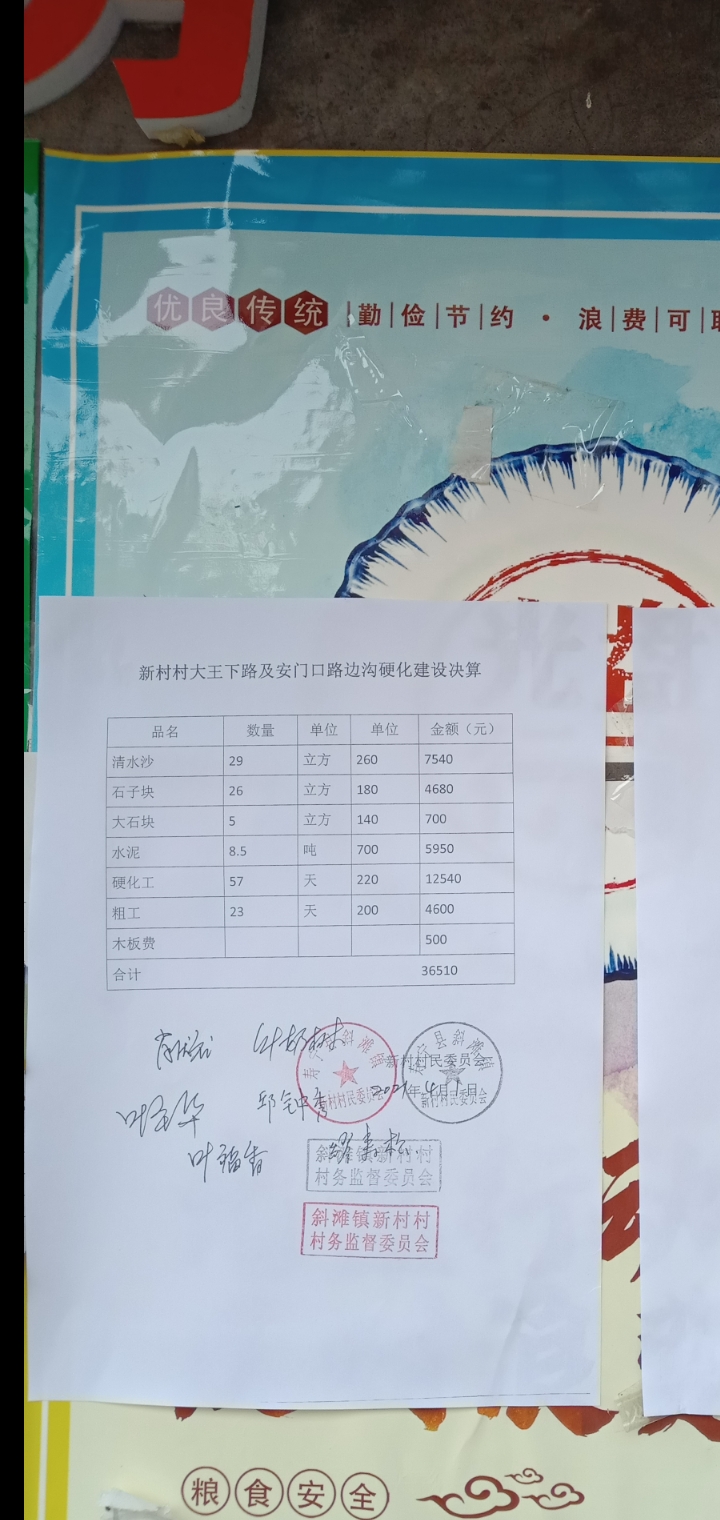 优良传统 勤俭节约·浪费可
新村村大王下路及安门口路边沟硬化建设决算
品名 数量 单位 单位 金额（元）
清水沙 29 立方 260 7540
石子块 26 立方 180 4680
大石块 5 立方 140 700
水泥 8.5 吨 700 5950
硬化工 57 天 220 12540
粗工 23 天 200 4600
木板费 500
合计 36510
新村村民委员会
2021年4月1日
斜滩镇新村村
村务监督委员会
斜滩镇新村村
村务监督委员会
粮食安全